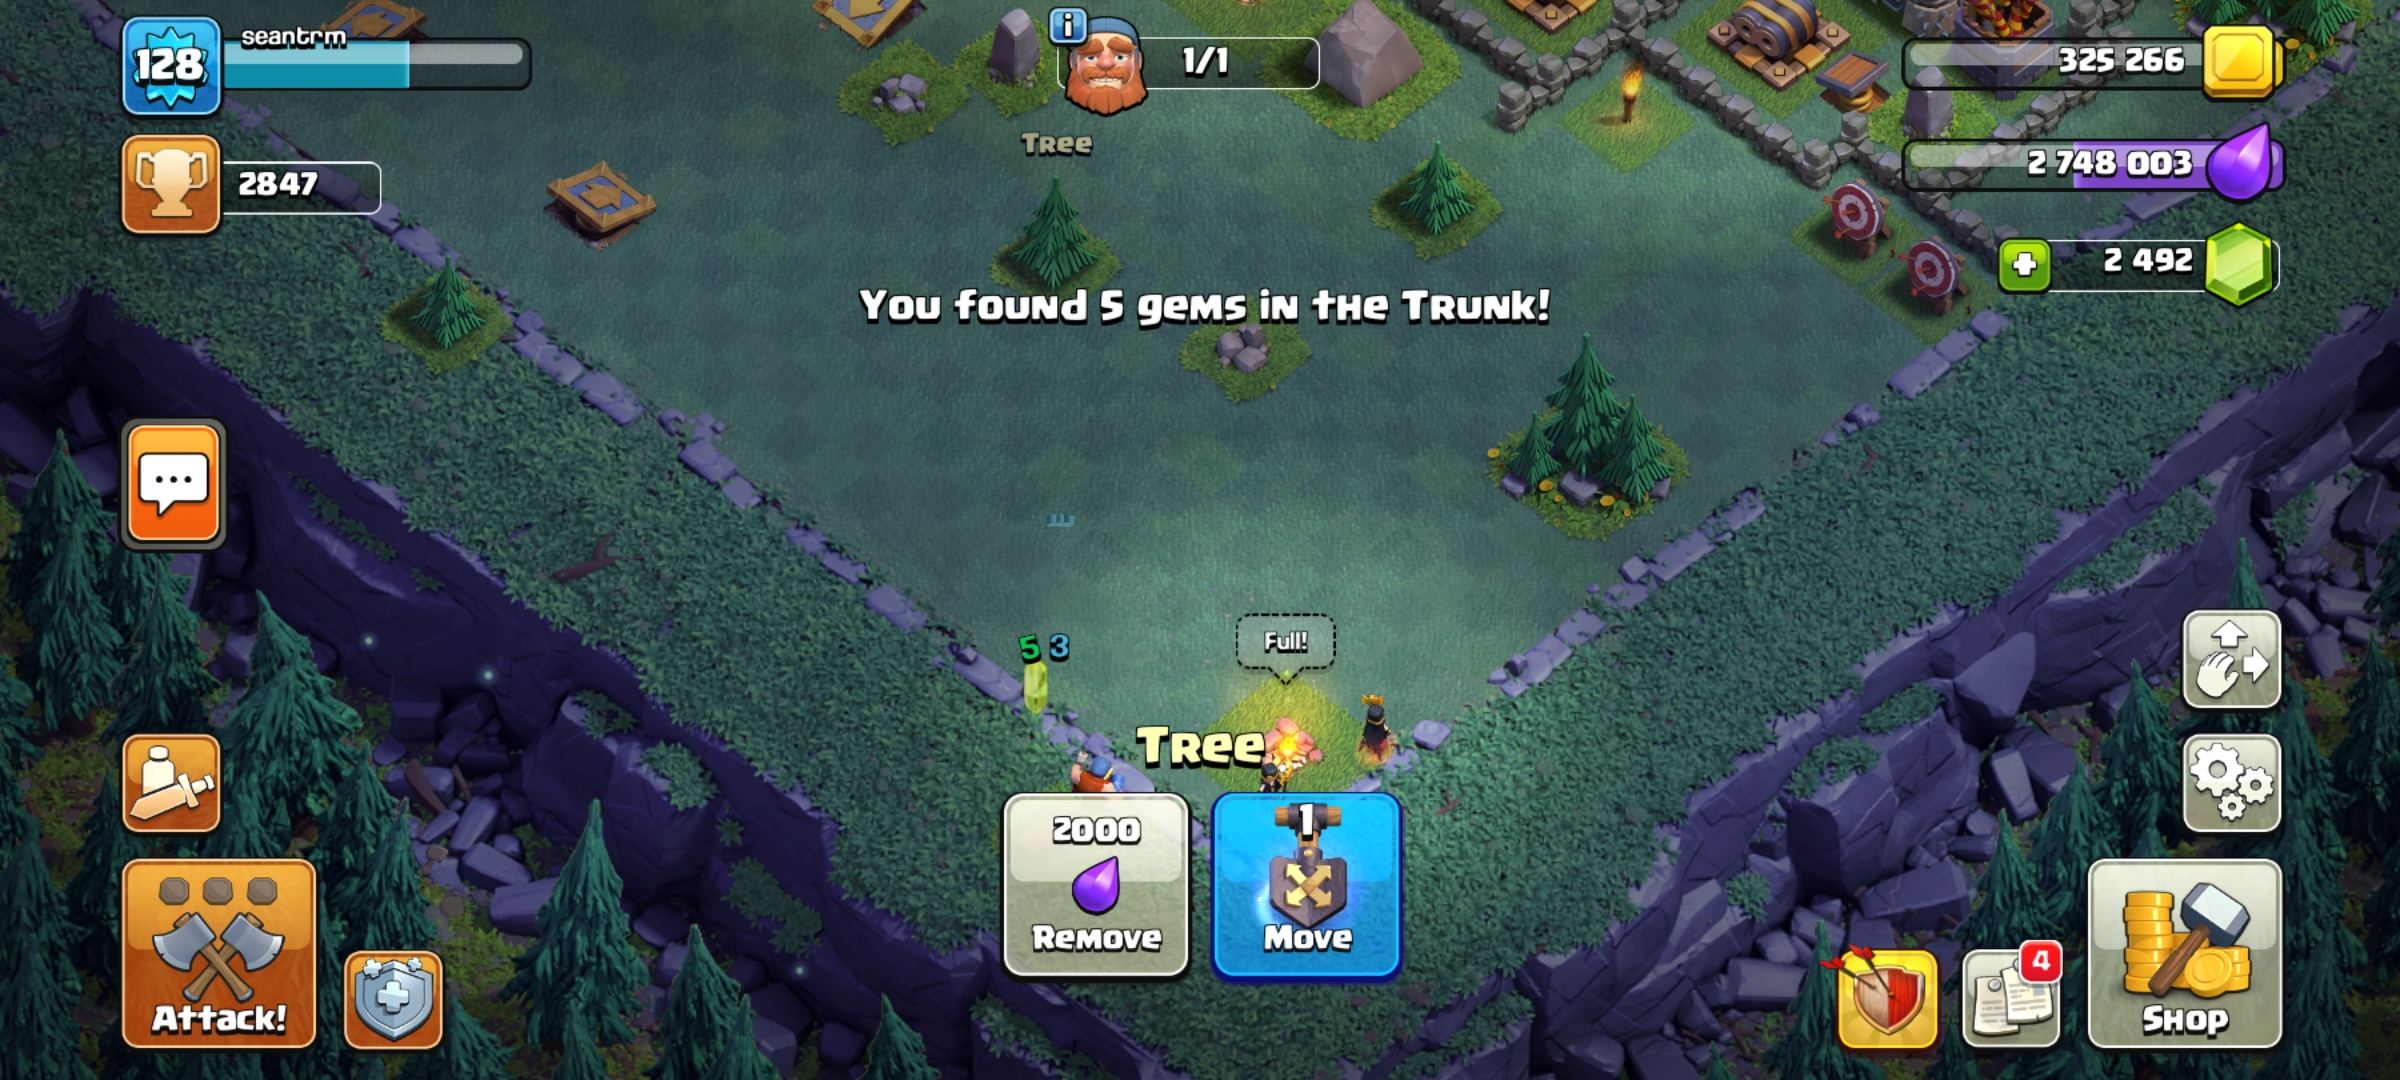 128
seantrm
i
1/1
325 266
2847
Tree
2 748 003
2 492
You found 5 gems in the Trunk!
5 3
Full!
Tree
2000
Remove
1
Move
Attack!
4
Shop